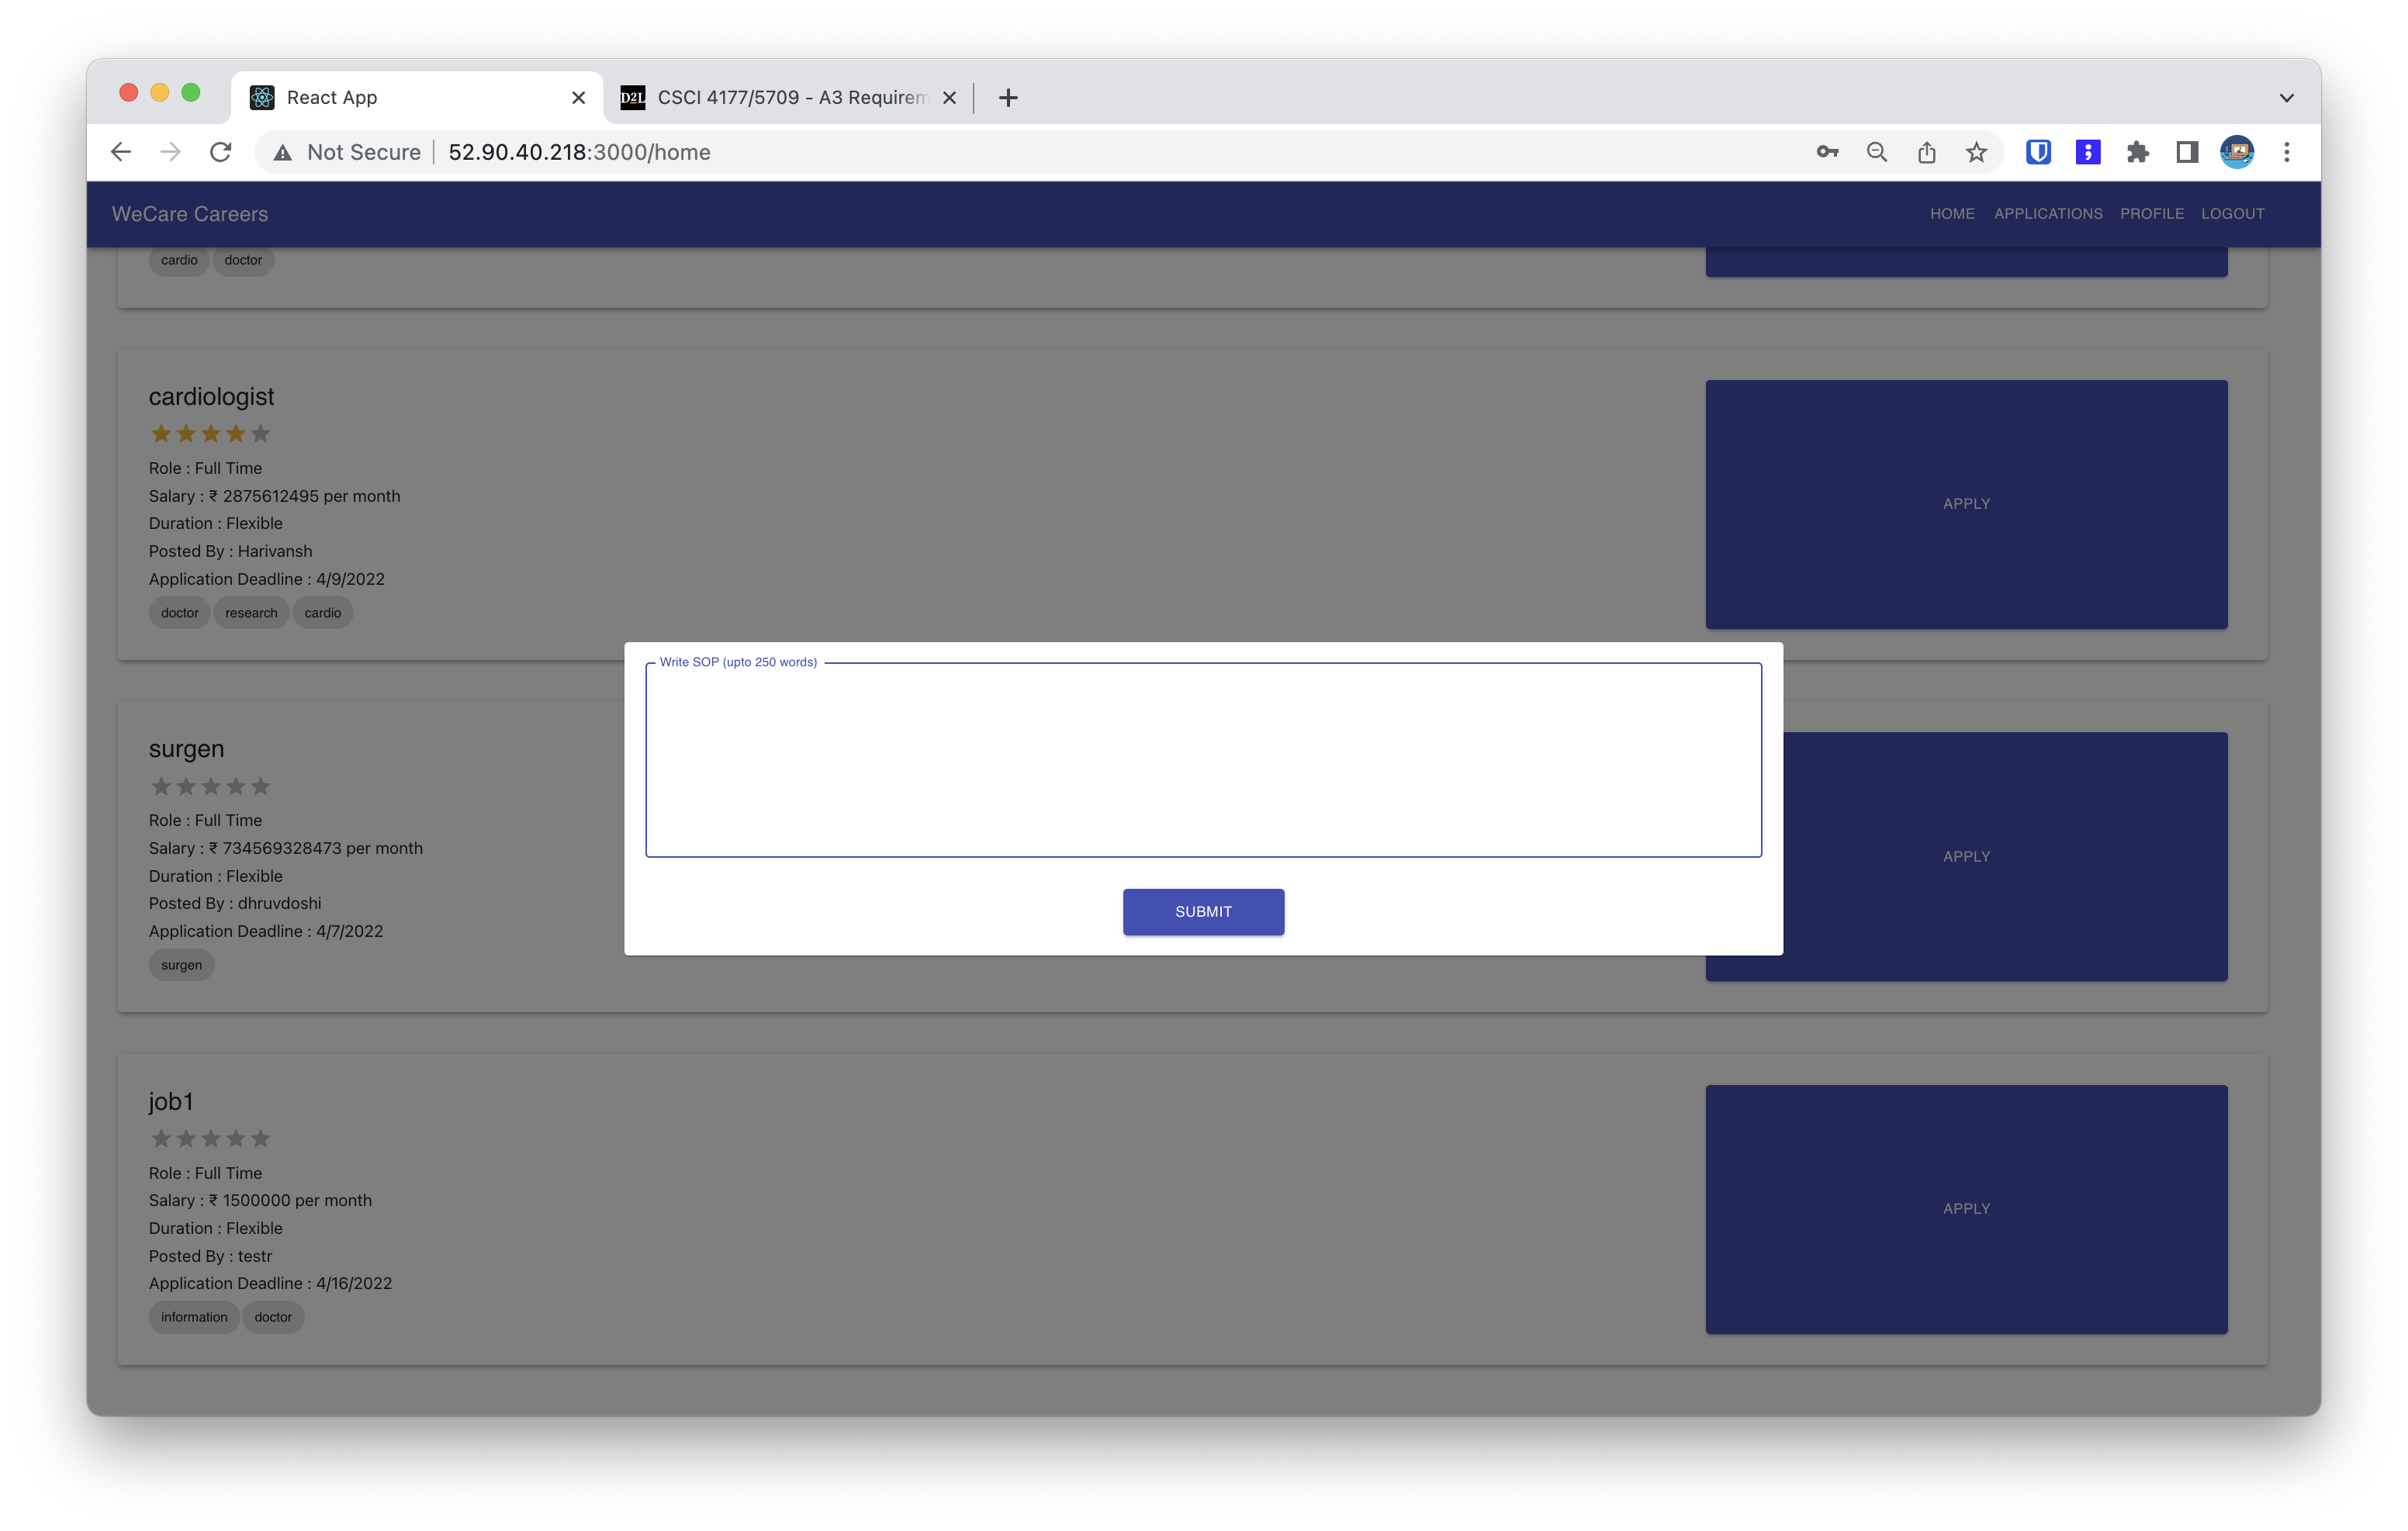 React App
D2L CSCI 4177/5709 - A3 Requirem
Not Secure 52.90.40.218:3000/home
WeCare Careers HOME APPLICATIONS PROFILE LOGOUT
cardio doctor
cardiologist
Role : Full Time
Salary : ₹ 2875612495 per month
Duration : Flexible
Posted By : Harivansh
Application Deadline : 4/9/2022
doctor research cardio
APPLY
Write SOP (upto 250 words)
SUBMIT
surgen
Role : Full Time
Salary : ₹ 734569328473 per month
Duration : Flexible
Posted By : dhruvdoshi
Application Deadline : 4/7/2022
surgen
APPLY
job1
Role : Full Time
Salary : ₹ 1500000 per month
Duration : Flexible
Posted By : testr
Application Deadline : 4/16/2022
information doctor
APPLY